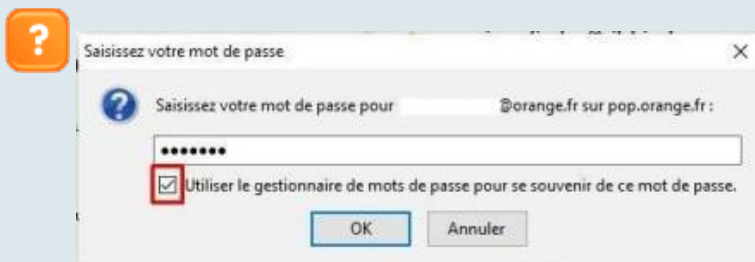 ?
Saisissez votre mot de passe
Saisissez votre mot de passe pour @orange.fr sur pop.orange.fr :
•••••••
Utiliser le gestionnaire de mots de passe pour se souvenir de ce mot de passe.
OK Annuler